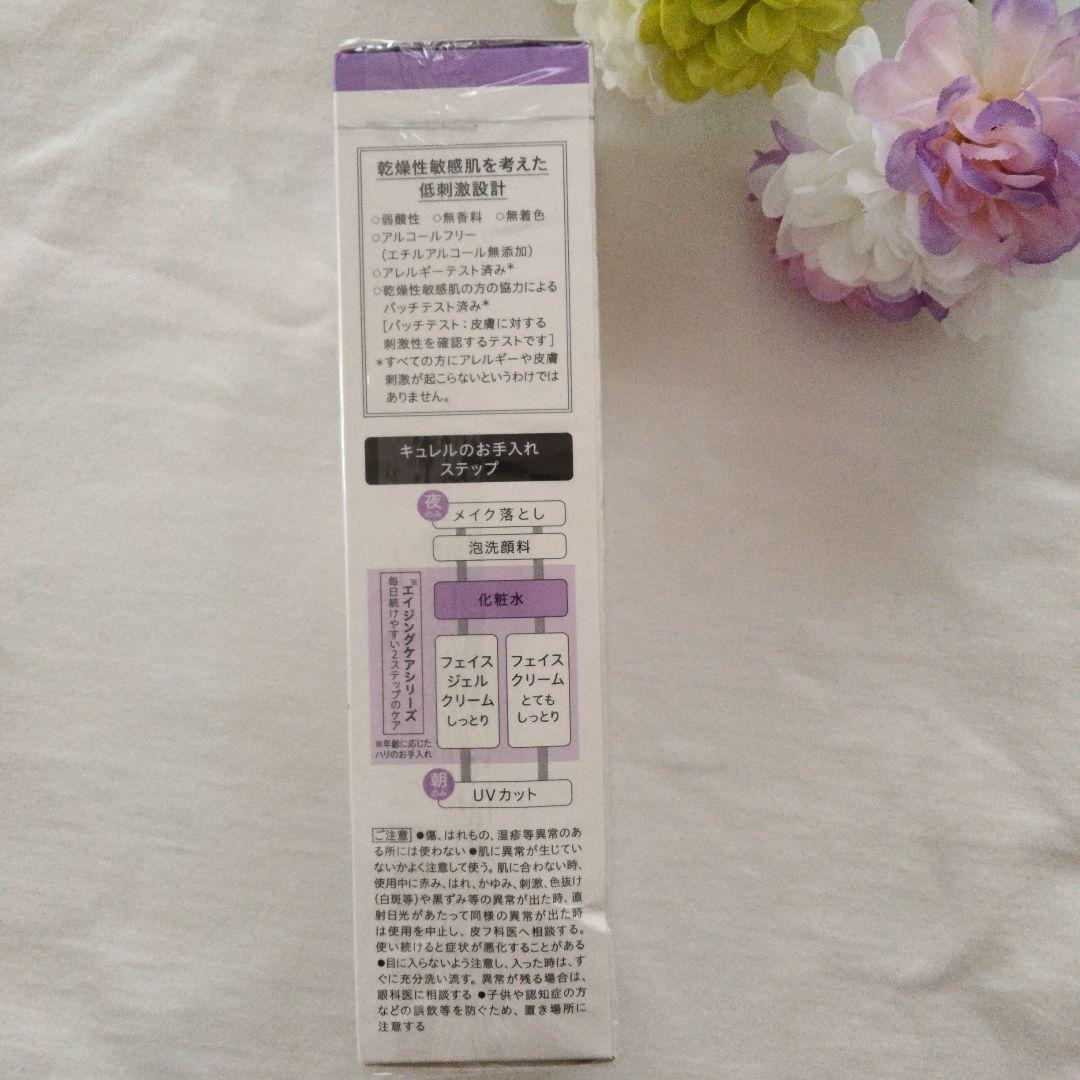 乾燥性敏感肌を考えた
低刺激設計
○弱酸性 ○無香料 ○無着色
○アルコールフリー
(エチルアルコール無添加)
○アレルギーテスト済み*
○乾燥性敏感肌の方の協力による
パッチテスト済み*
[パッチテスト:皮膚に対する
刺激性を確認するテストです]
*すべての方にアレルギーや皮膚
刺激が起こらないというわけでは
ありません。
キュレルのお手入れ
ステップ
夜
のみ
メイク落とし
泡洗顔料
※
エイジングケアシリーズ
毎日続けやすい2ステップのケア
※年齢に応じた
ハリのお手入れ
化粧水
フェイス
ジェル
クリーム
しっとり
フェイス
クリーム
とても
しっとり
朝
のみ
UVカット
ご注意 ●傷、はれもの、湿疹等異常のあ
る所には使わない ●肌に異常が生じてい
ないかよく注意して使う。肌に合わない時、
使用中に赤み、はれ、かゆみ、刺激、色抜け
(白斑等)や黒ずみ等の異常が出た時、直
射日光があたって同様の異常が出た時
は使用を中止し、皮フ科医へ相談する。
使い続けると症状が悪化することがある
●目に入らないよう注意し、入った時は、す
ぐに充分洗い流す。異常が残る場合は、
眼科医に相談する ●子供や認知症の方
などの誤飲等を防ぐため、置き場所に
注意する